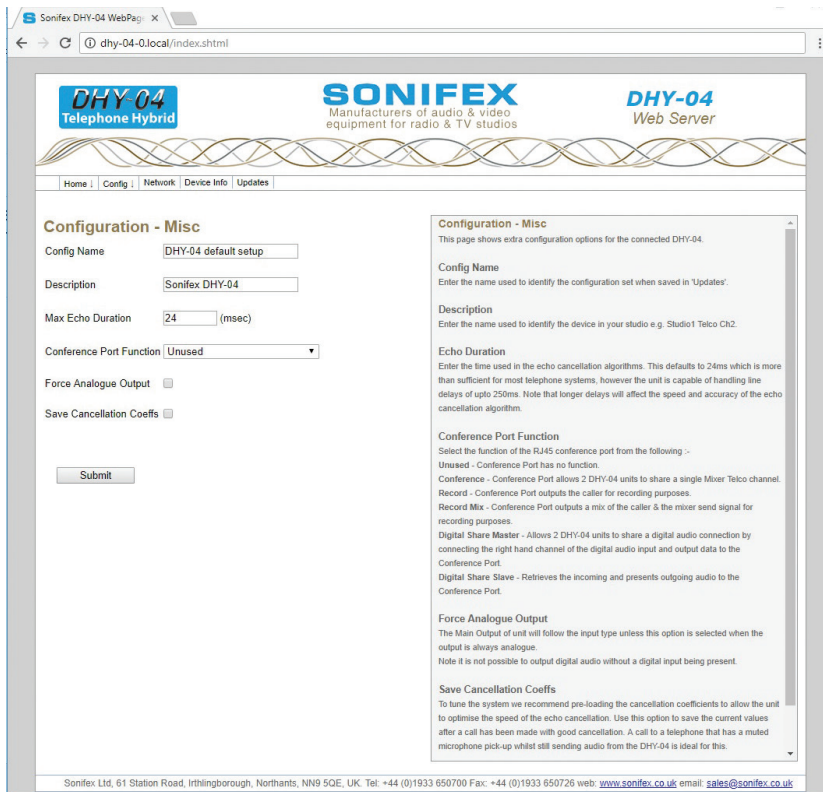 Sonifex DHY-04 WebPag
dhy-04-0.local/index.shtml
DHY-04
Telephone Hybrid
SONIFEX
Manufacturers of audio & video
equipment for radio & TV studios
DHY-04
Web Server
Home ↓ Config ↓ Network Device Info Updates
Configuration - Misc
Config Name DHY-04 default setup
Description Sonifex DHY-04
Max Echo Duration 24 (msec)
Conference Port Function Unused
Force Analogue Output
Save Cancellation Coeffs
Submit
Configuration - Misc
This page shows extra configuration options for the connected DHY-04.
Config Name
Enter the name used to identify the configuration set when saved in 'Updates'.
Description
Enter the name used to identify the device in your studio e.g. Studio1 Telco Ch2.
Echo Duration
Enter the time used in the echo cancellation algorithms. This defaults to 24ms which is more
than sufficient for most telephone systems, however the unit is capable of handling line
delays of upto 250ms. Note that longer delays will affect the speed and accuracy of the echo
cancellation algorithm.
Conference Port Function
Select the function of the RJ45 conference port from the following :-
Unused - Conference Port has no function.
Conference - Conference Port allows 2 DHY-04 units to share a single Mixer Telco channel.
Record - Conference Port outputs the caller for recording purposes.
Record Mix - Conference Port outputs a mix of the caller & the mixer send signal for
recording purposes.
Digital Share Master - Allows 2 DHY-04 units to share a digital audio connection by
connecting the right hand channel of the digital audio input and output data to the
Conference Port.
Digital Share Slave - Retrieves the incoming and presents outgoing audio to the
Conference Port.
Force Analogue Output
The Main Output of unit will follow the input type unless this option is selected when the
output is always analogue.
Note it is not possible to output digital audio without a digital input being present.
Save Cancellation Coeffs
To tune the system we recommend pre-loading the cancellation coefficients to allow the unit
to optimise the speed of the echo cancellation. Use this option to save the current values
after a call has been made with good cancellation. A call to a telephone that has a muted
microphone pick-up whilst still sending audio from the DHY-04 is ideal for this.
Sonifex Ltd, 61 Station Road, Irthlingborough, Northants, NN9 5QE, UK. Tel: +44 (0)1933 650700 Fax: +44 (0)1933 650726 web: www.sonifex.co.uk email: sales@sonifex.co.uk